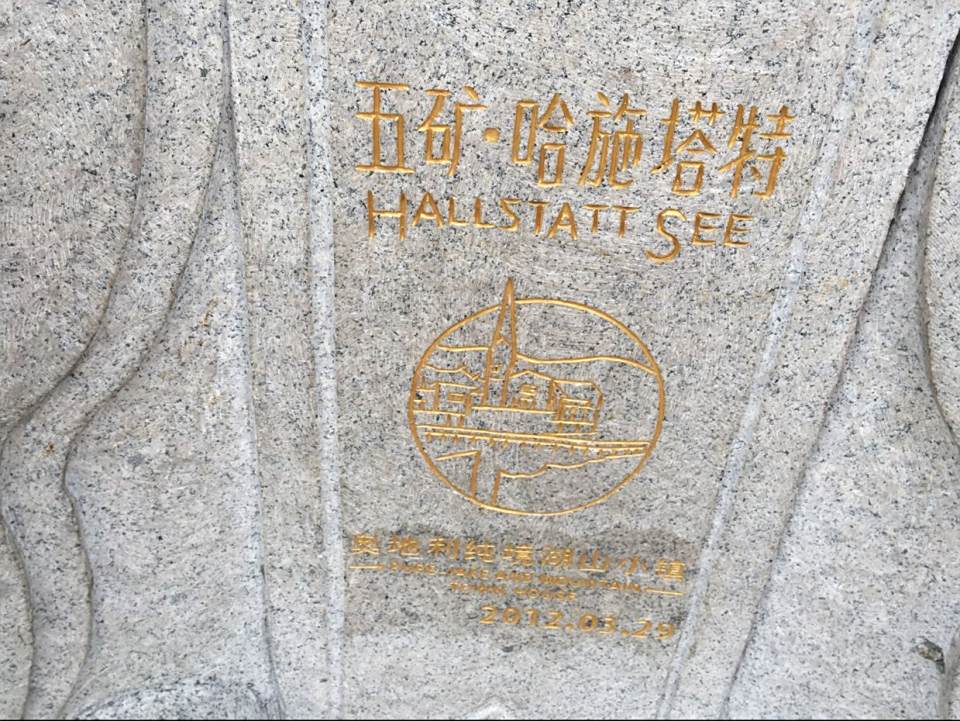 五矿·哈施塔特
HALLSTATT SEE
奥地利纯境湖山小镇
PURE LAKE AND MOUNTAIN
2012.03.29